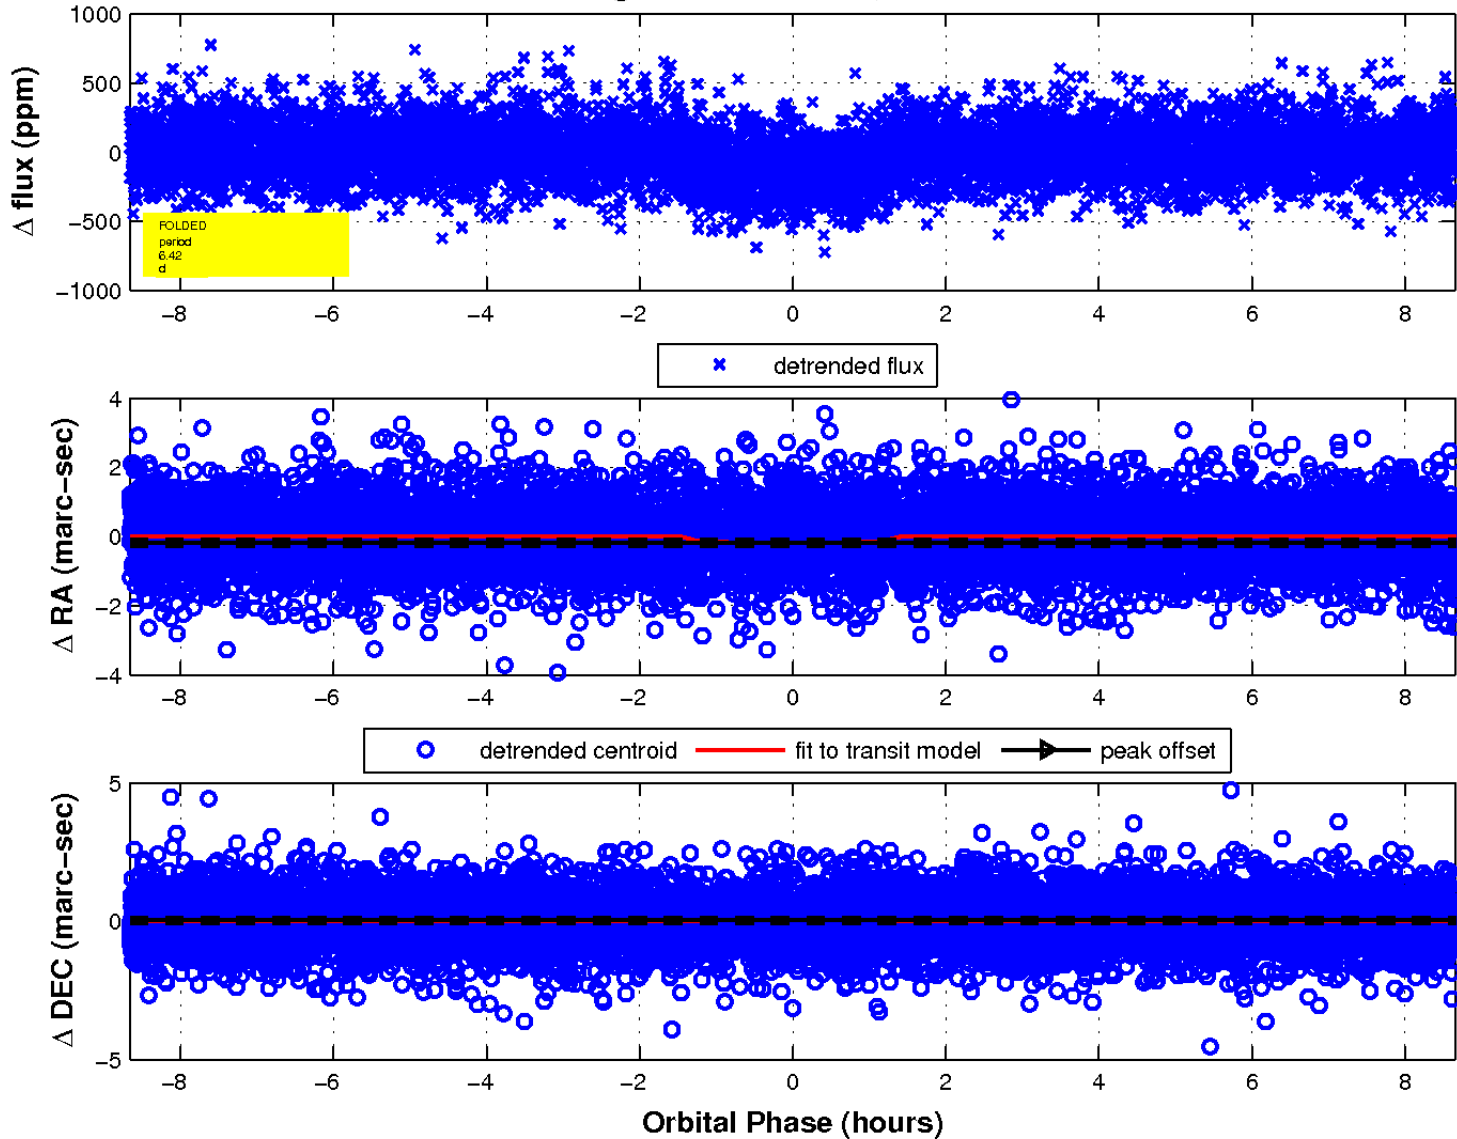 1000
500
0
−500
−1000
Δ flux (ppm)
FOLDED
period
6.42
d
−8 −6 −4 −2 0 2 4 6 8
detrended flux
4
2
0
−2
−4
Δ RA (marc−sec)
−8 −6 −4 −2 0 2 4 6 8
detrended centroid fit to transit model peak offset
5
0
−5
Δ DEC (marc−sec)
−8 −6 −4 −2 0 2 4 6 8
Orbital Phase (hours)